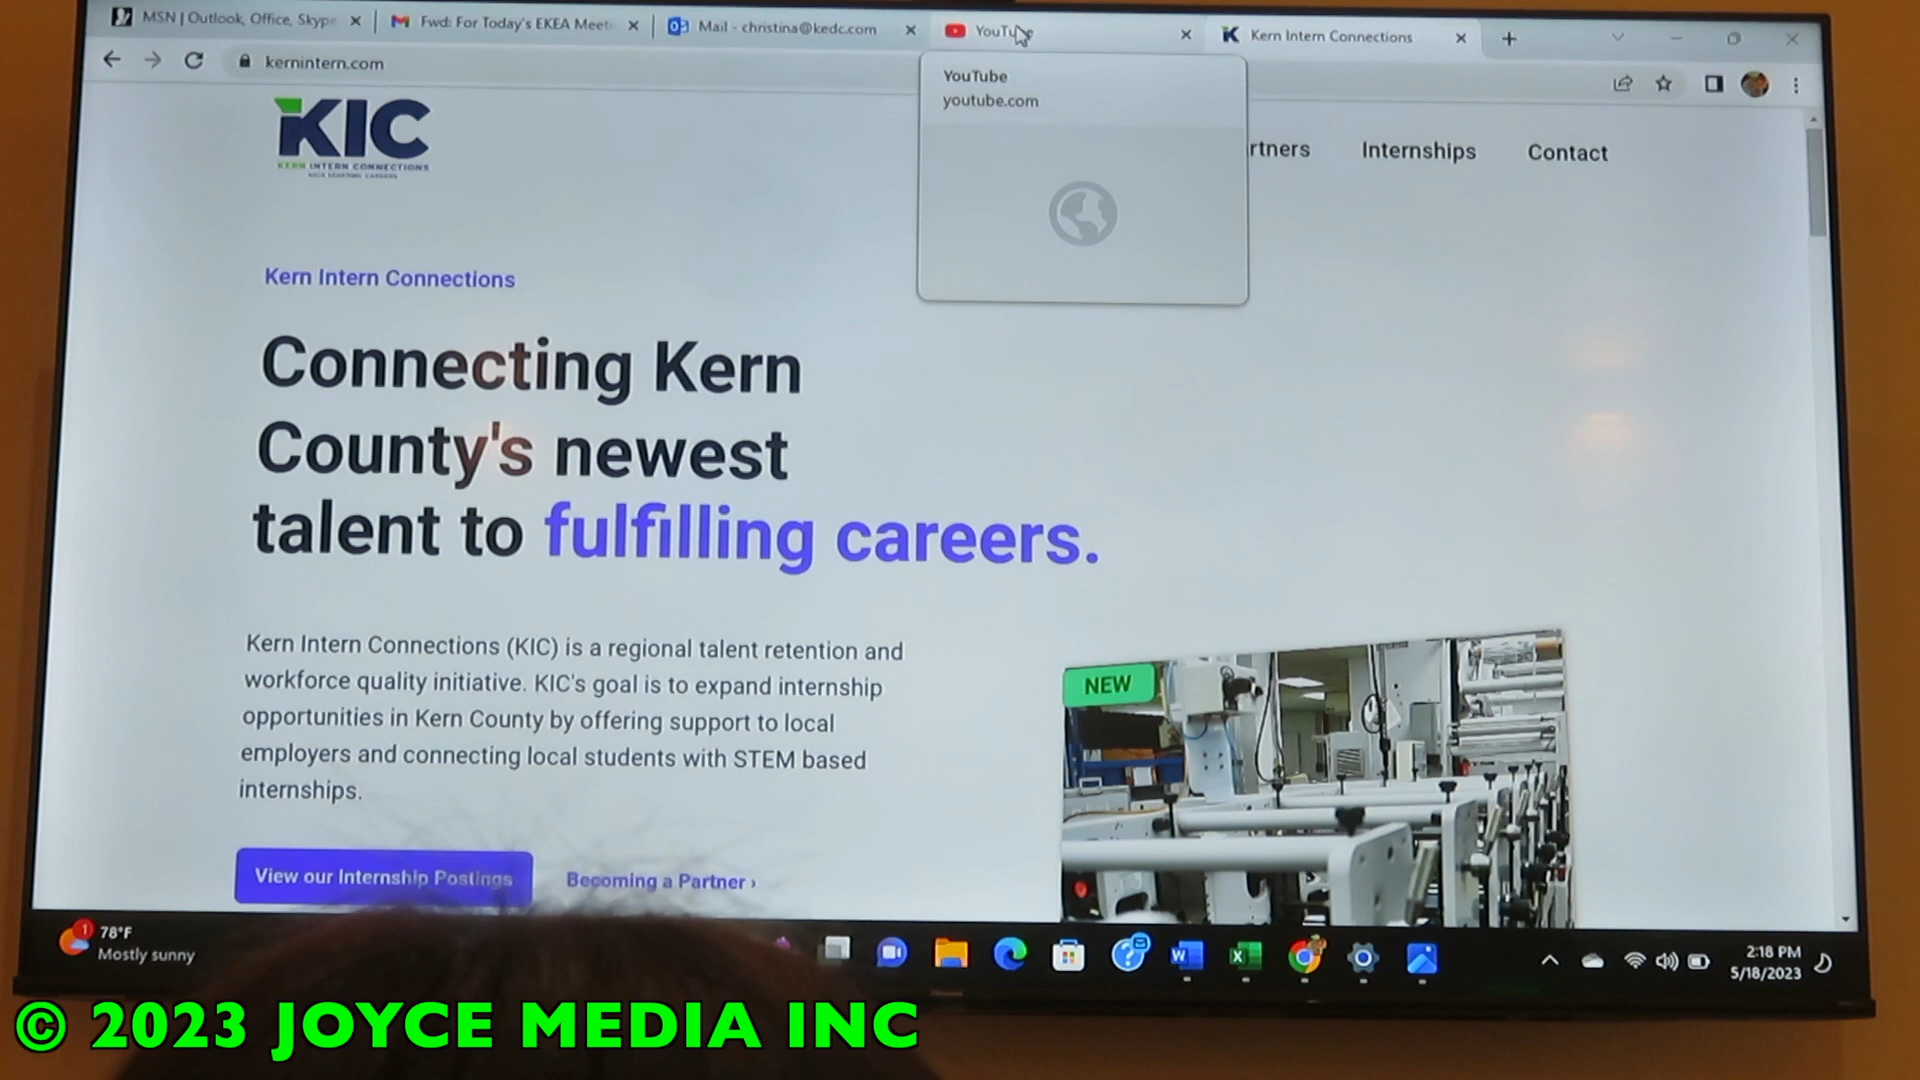 MSN | Outlook, Office, Skype
Fwd: For Today's EKEA Meeti
Mail - christina@kedc.com
YouTube
Kern Intern Connections
kernintern.com
YouTube
youtube.com
KIC
KERN INTERN CONNECTIONS
rtners
Internships
Contact
Kern Intern Connections
Connecting Kern
County's newest
talent to fulfilling careers.
Kern Intern Connections (KIC) is a regional talent retention and
workforce quality initiative. KIC's goal is to expand internship
opportunities in Kern County by offering support to local
employers and connecting local students with STEM based
internships.
NEW
View our Internship Postings
Becoming a Partner ›
1
78°F
Mostly sunny
2:18 PM
5/18/2023
© 2023 JOYCE MEDIA INC